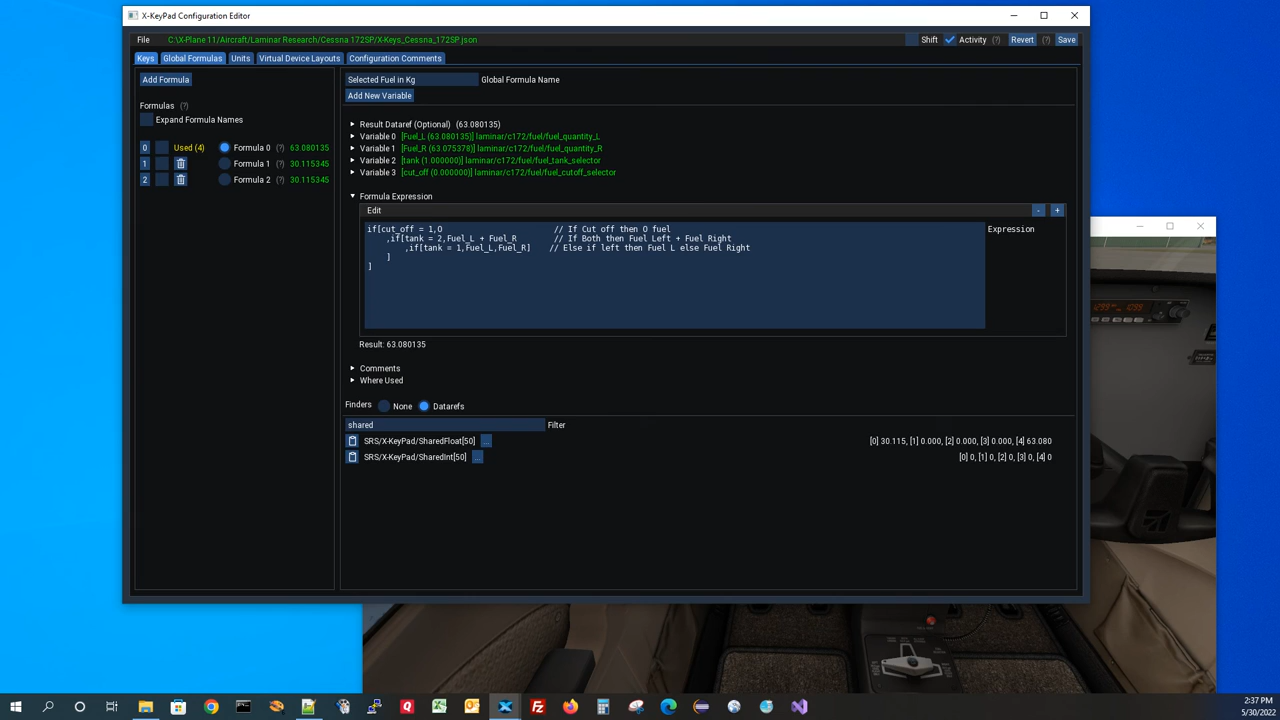 X-KeyPad Configuration Editor
File C:\X-Plane 11/Aircraft/Laminar Research/Cessna 172SP/X-Keys_Cessna_172SP.json Shift Activity (?) Revert (?) Save
Keys Global Formulas Units Virtual Device Layouts Configuration Comments
Add Formula
Formulas (?)
Expand Formula Names
0 Used (4) Formula 0 (?) 63.080135
1 Formula 1 (?) 30.115345
2 Formula 2 (?) 30.115345
Selected Fuel in Kg Global Formula Name
Add New Variable
Result Dataref (Optional) (63.080135)
Variable 0 [Fuel_L (63.080135)] laminar/c172/fuel/fuel_quantity_L
Variable 1 [Fuel_R (63.075378)] laminar/c172/fuel/fuel_quantity_R
Variable 2 [tank (1.000000)] laminar/c172/fuel/fuel_tank_selector
Variable 3 [cut_off (0.000000)] laminar/c172/fuel/fuel_cutoff_selector
Formula Expression
Edit - +
if[cut_off = 1,0 // If Cut off then 0 fuel
,if[tank = 2,Fuel_L + Fuel_R // If Both then Fuel Left + Fuel Right
,if[tank = 1,Fuel_L,Fuel_R] // Else if left then Fuel L else Fuel Right
]
]
Expression
Result: 63.080135
Comments
Where Used
Finders None Datarefs
shared Filter
SRS/X-KeyPad/SharedFloat[50] ... [0] 30.115, [1] 0.000, [2] 0.000, [3] 0.000, [4] 63.080
SRS/X-KeyPad/SharedInt[50] ... [0] 0, [1] 0, [2] 0, [3] 0, [4] 0
2:37 PM
5/30/2022